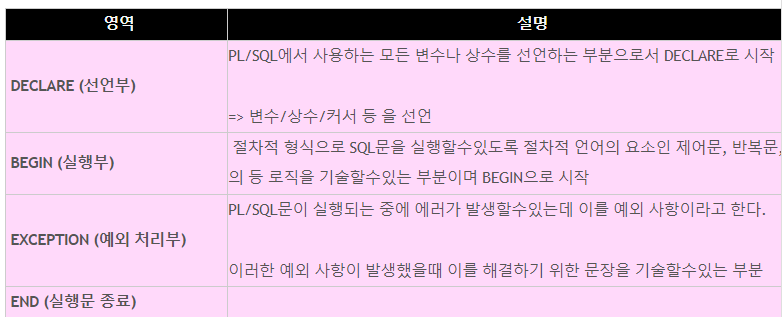 영역 설명
DECLARE (선언부)
PL/SQL에서 사용하는 모든 변수나 상수를 선언하는 부분으로서 DECLARE로 시작
=> 변수/상수/커서 등 을 선언
BEGIN (실행부)
절차적 형식으로 SQL문을 실행할수있도록 절차적 언어의 요소인 제어문, 반복문,
의 등 로직을 기술할수있는 부분이며 BEGIN으로 시작
EXCEPTION (예외 처리부)
PL/SQL문이 실행되는 중에 에러가 발생할수있는데 이를 예외 사항이라고 한다.
이러한 예외 사항이 발생했을때 이를 해결하기 위한 문장을 기술할수있는 부분
END (실행문 종료)